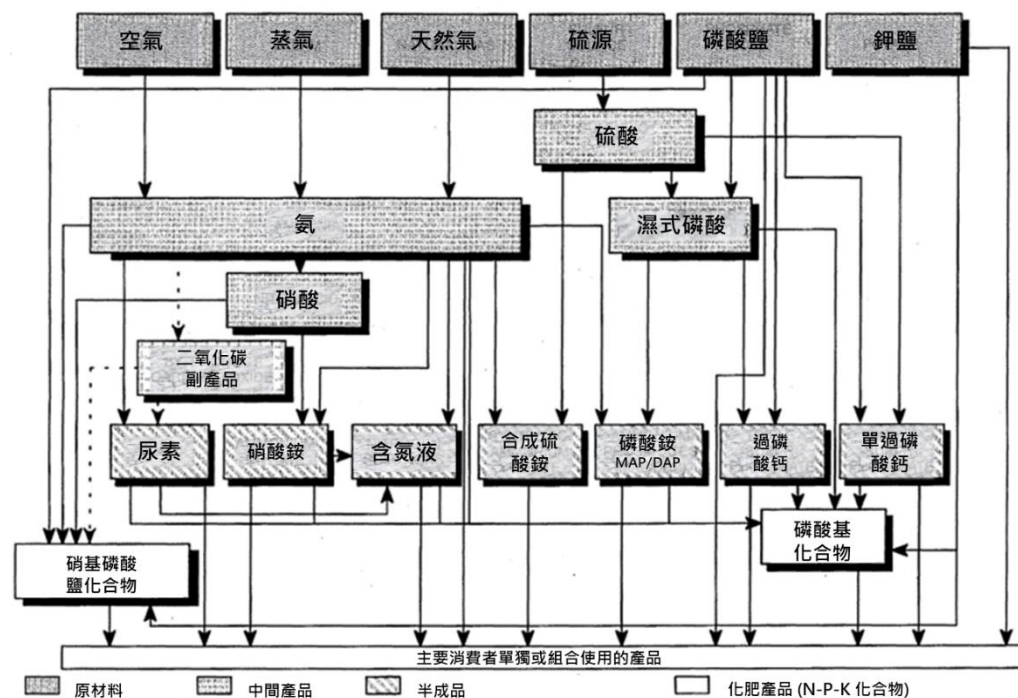 空氣
蒸氣
天然氣
硫源
磷酸鹽
鉀鹽
硫酸
氨
濕式磷酸
硝酸
二氧化碳
副產品
尿素
硝酸銨
含氮液
合成硫
酸銨
磷酸銨
MAP/DAP
過磷
酸钙
單過磷
酸鈣
磷酸基
化合物
硝基磷酸
鹽化合物
主要消費者單獨或組合使用的產品
原材料
中間產品
半成品
化肥產品 (N-P-K 化合物)